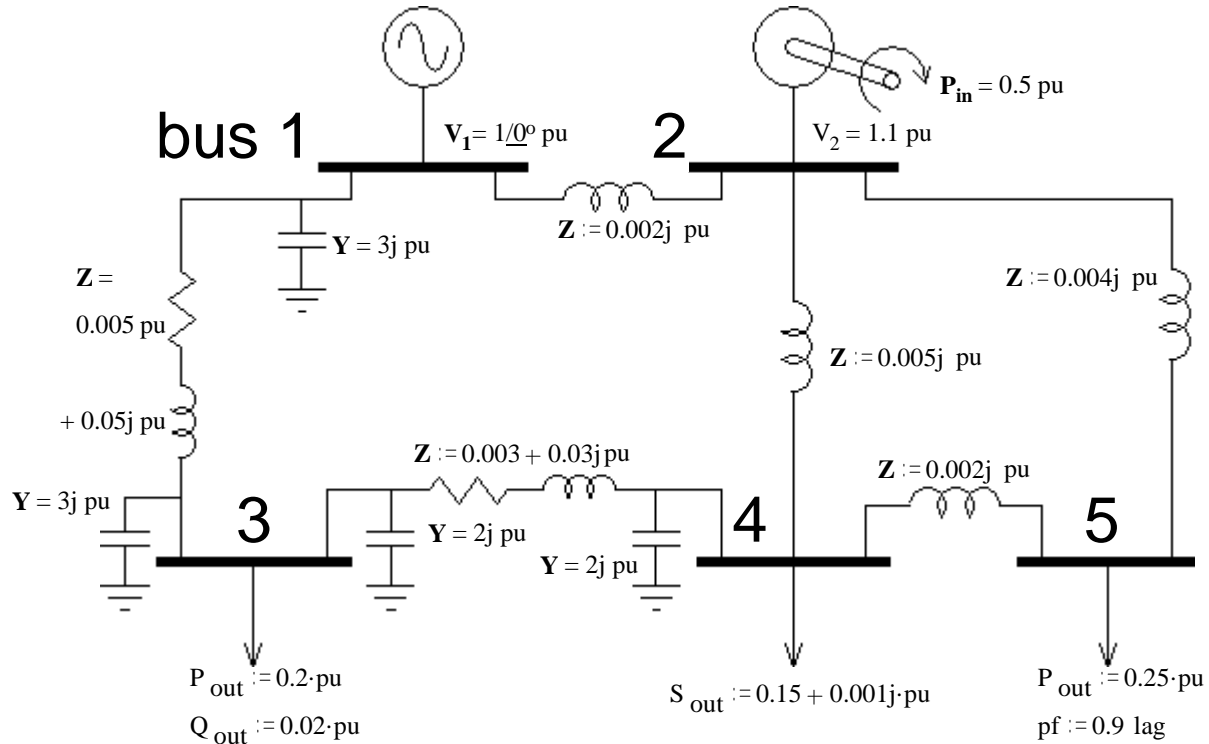 bus 1
V1= 1/0º pu
2
V2 = 1.1 pu
Pin = 0.5 pu
Y = 3j pu
Z := 0.002j pu
Z =
0.005 pu
+ 0.05j pu
Z := 0.004j pu
Z := 0.005j pu
Z := 0.003 + 0.03j pu
Z := 0.002j pu
Y = 3j pu
3
Y = 2j pu
Y = 2j pu
4
5
P out := 0.2·pu
Q out := 0.02·pu
S out := 0.15 + 0.001j·pu
P out := 0.25·pu
pf := 0.9 lag